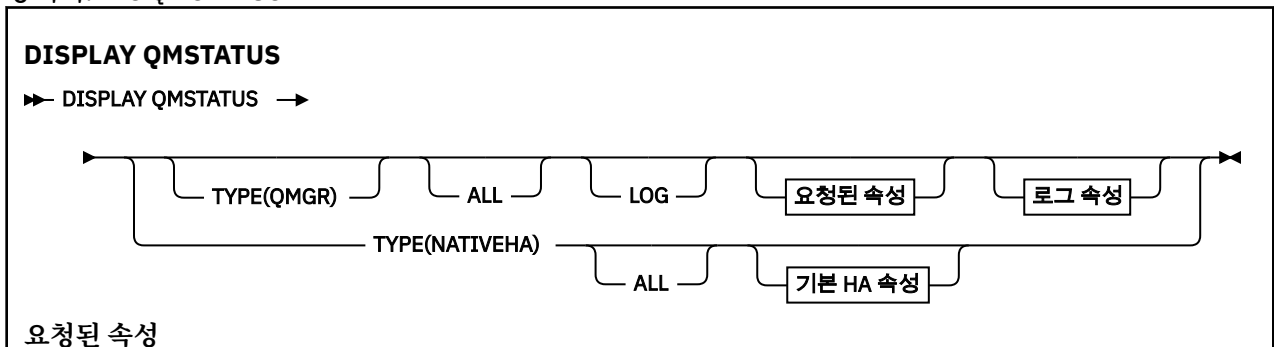 DISPLAY QMSTATUS
DISPLAY QMSTATUS
TYPE(QMGR) ALL LOG 요청된 속성 로그 속성
TYPE(NATIVEHA)
ALL 기본 HA 속성
요청된 속성